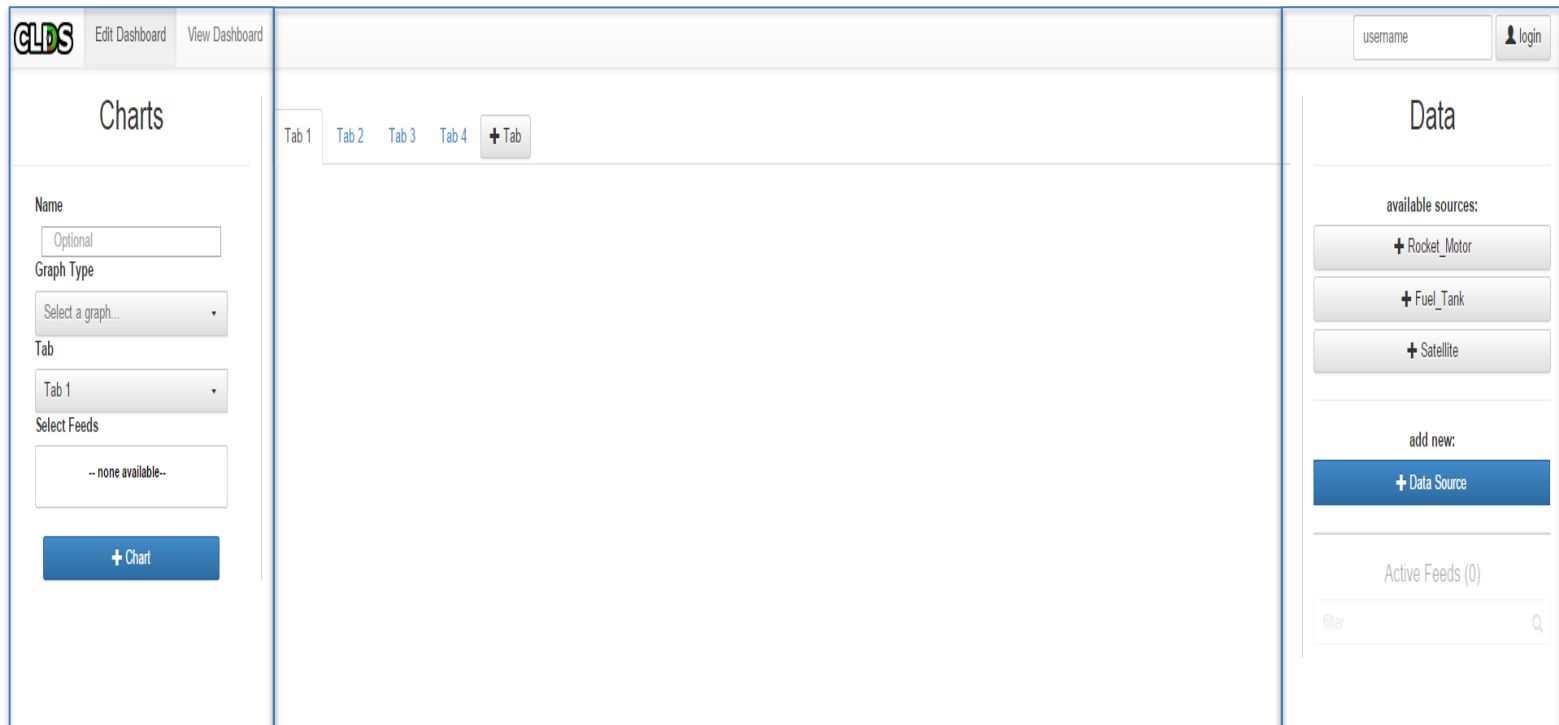 CLDS Edit Dashboard View Dashboard username login
Charts
Name
Optional
Graph Type
Select a graph...
Tab
Tab 1
Select Feeds
-- none available--
+ Chart
Tab 1 Tab 2 Tab 3 Tab 4 + Tab
Data
available sources:
+ Rocket_Motor
+ Fuel_Tank
+ Satellite
add new:
+ Data Source
Active Feeds (0)
filter